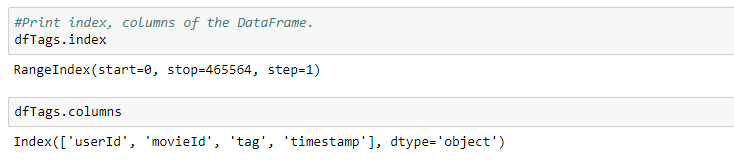 #Print index, columns of the DataFrame.
dfTags.index
RangeIndex(start=0, stop=465564, step=1)
dfTags.columns
Index(['userId', 'movieId', 'tag', 'timestamp'], dtype='object')